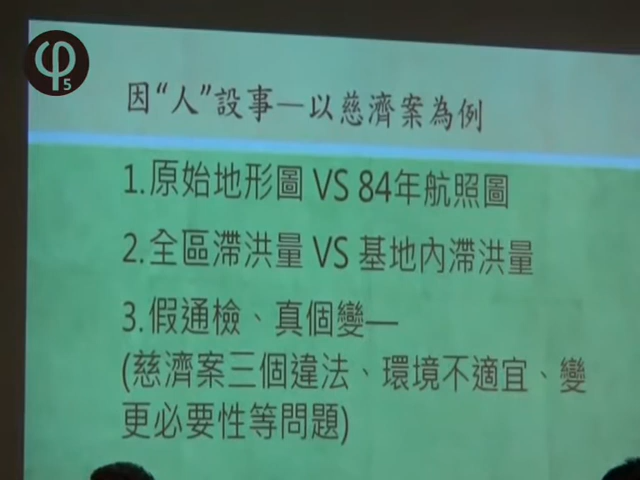 φ5
因“人”設事—以慈濟案為例
1.原始地形圖 VS 84年航照圖
2.全區滯洪量 VS 基地內滯洪量
3.假通檢、真個變—
(慈濟案三個違法、環境不適宜、變
更必要性等問題)